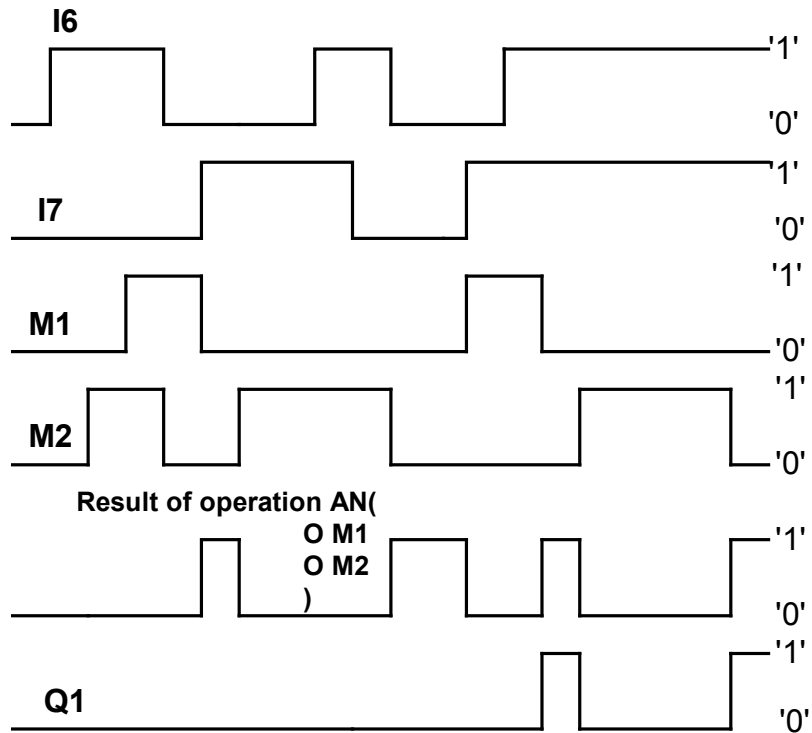 I6
'1'
'0'
I7
'1'
'0'
M1
'1'
'0'
M2
'1'
'0'
Result of operation AN(
O M1
O M2
)
'1'
'0'
Q1
'1'
'0'